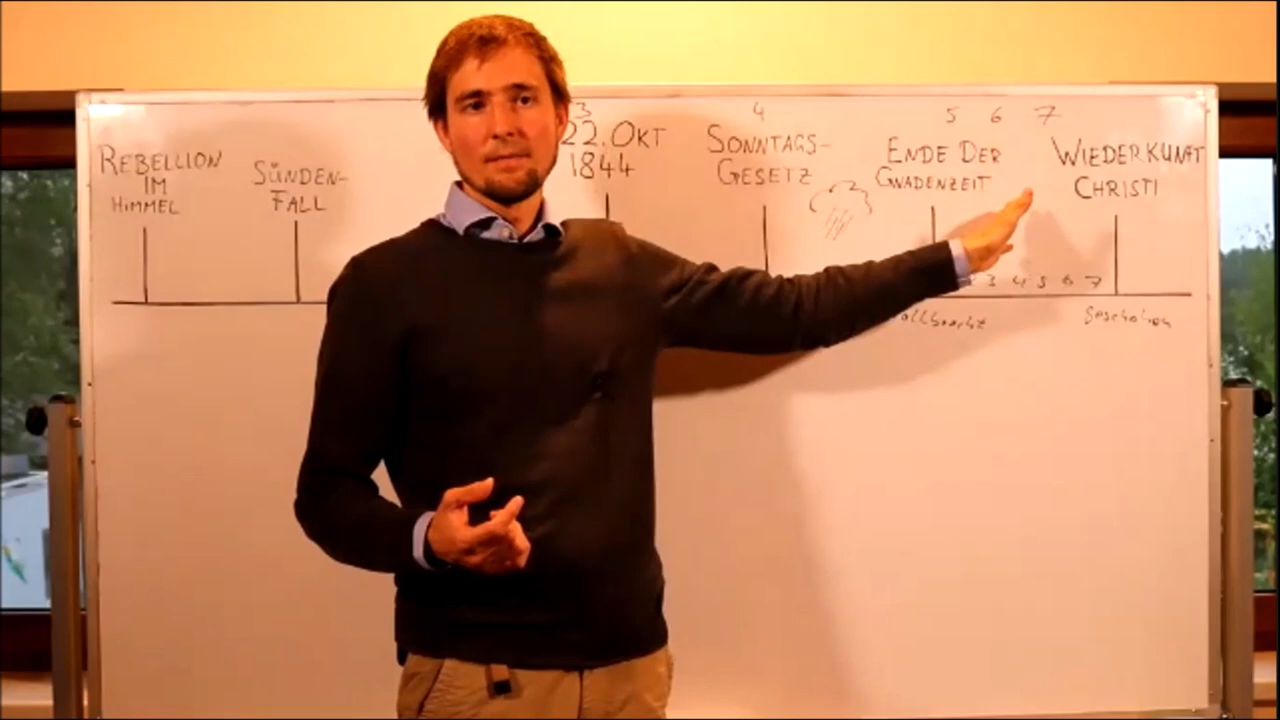 REBELLION
IM
HIMMEL
SÜNDEN-
FALL
3
22. OKT
1844
4
SONNTAGS-
GESETZ
5 6 7
ENDE DER
GNADENZEIT
WIEDERKUNFT
CHRISTI
3 4 5 6 7
geschehen